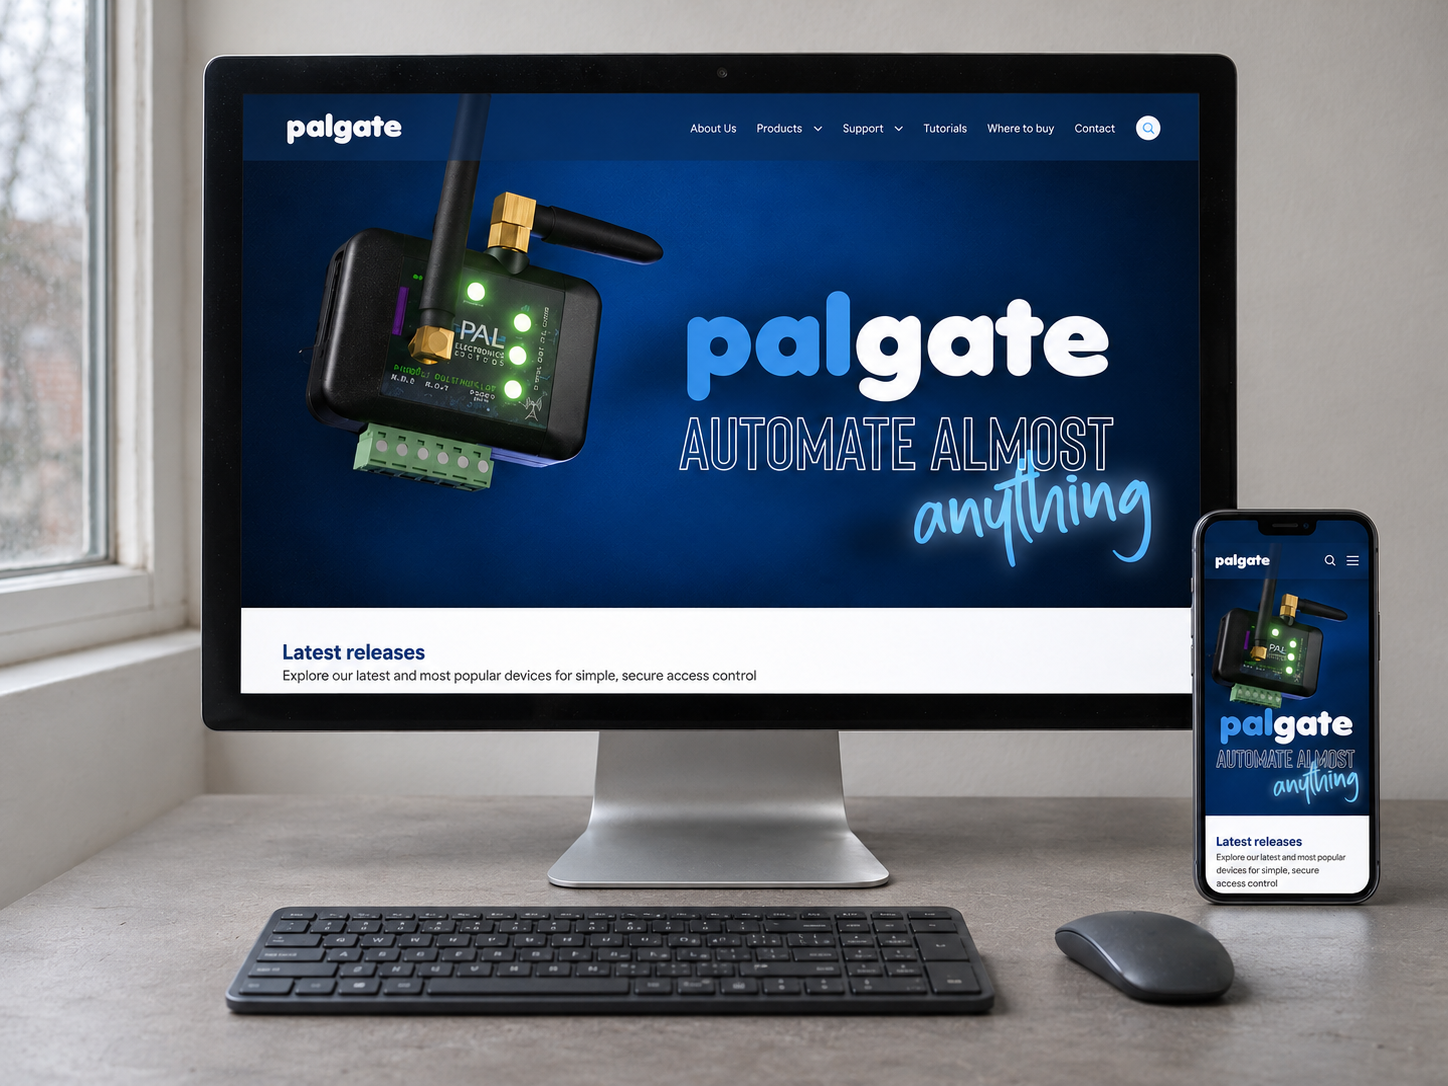 palgate
About Us Products Support Tutorials Where to buy Contact
PAL
ELECTRONICS
palgate
AUTOMATE ALMOST
anything
Latest releases
Explore our latest and most popular devices for simple, secure access control
palgate
PAL
palgate
AUTOMATE ALMOST
anything
Latest releases
Explore our latest and most popular
devices for simple, secure
access control